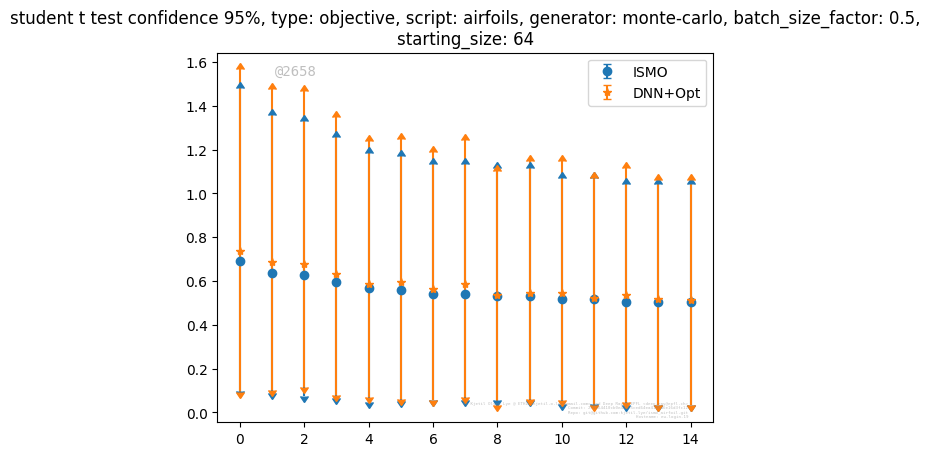 student t test confidence 95%, type: objective, script: airfoils, generator: monte-carlo, batch_size_factor: 0.5,
starting_size: 64
@2658
ISMO
DNN+Opt
1.6
1.4
1.2
1.0
0.8
0.6
0.4
0.2
0.0
0 2 4 6 8 10 12 14